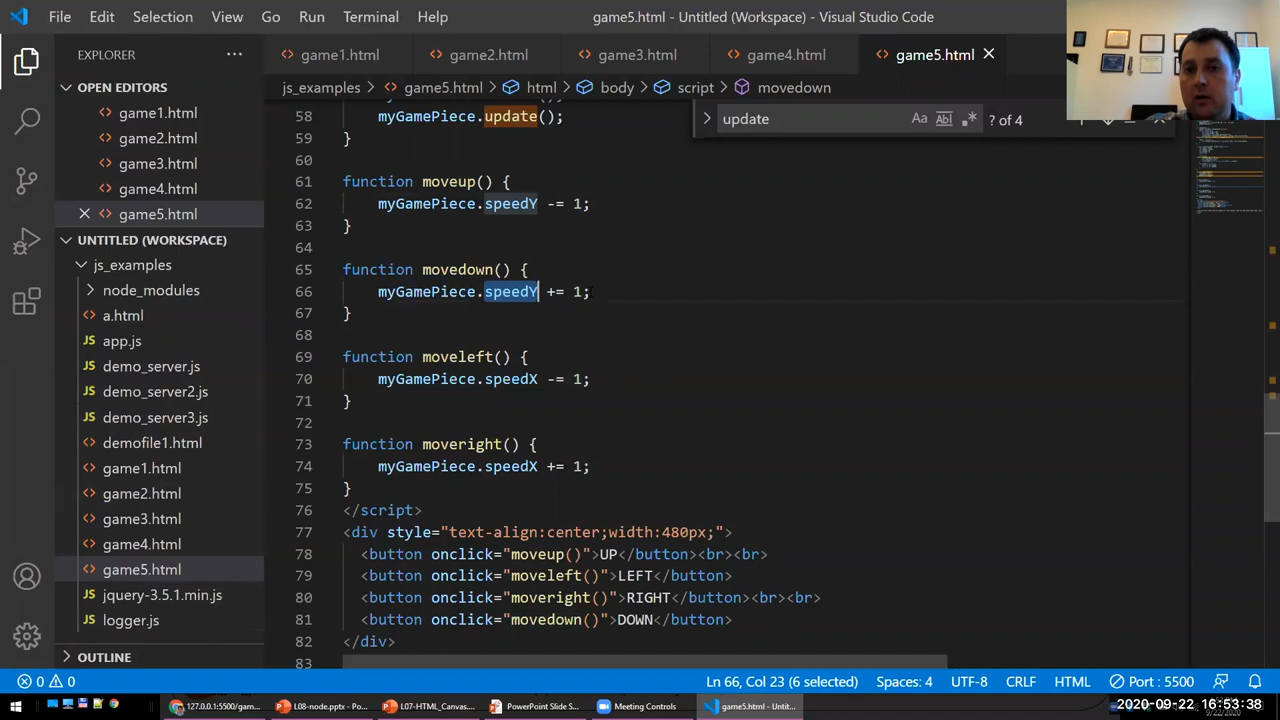 File Edit Selection View Go Run Terminal Help
game5.html - Untitled (Workspace) - Visual Studio Code
EXPLORER
OPEN EDITORS
game1.html
game2.html
game3.html
game4.html
game5.html
UNTITLED (WORKSPACE)
js_examples
node_modules
a.html
JS app.js
JS demo_server.js
JS demo_server2.js
JS demo_server3.js
demofile1.html
game1.html
game2.html
game3.html
game4.html
game5.html
JS jquery-3.5.1.min.js
JS logger.js
OUTLINE
game1.html game2.html game3.html game4.html game5.html
js_examples > game5.html > html > body > script > movedown
update Aa Abl ? of 4
58 myGamePiece.update();
59 }
60
61 function moveup()
62 myGamePiece.speedY -= 1;
63 }
64
65 function movedown() {
66 myGamePiece.speedY += 1;
67 }
68
69 function moveleft() {
70 myGamePiece.speedX -= 1;
71 }
72
73 function moveright() {
74 myGamePiece.speedX += 1;
75 }
76 </script>
77 <div style="text-align:center;width:480px;">
78 <button onclick="moveup()">UP</button><br><br>
79 <button onclick="moveleft()">LEFT</button>
80 <button onclick="moveright()">RIGHT</button><br><br>
81 <button onclick="movedown()">DOWN</button>
82 </div>
83
0 0 Ln 66, Col 23 (6 selected) Spaces: 4 UTF-8 CRLF HTML Port : 5500
127.0.0.1:5500/gam... L08-node.pptx - Po... L07-HTML_Canvas... PowerPoint Slide S... Meeting Controls game5.html - Untitl...
2020-09-22 16:53:38